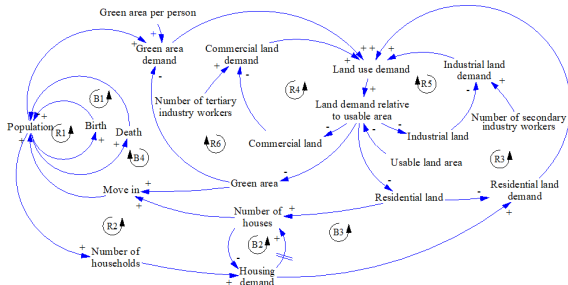 Green area per person
Green area
demand
Commercial land
demand
Land use demand
Industrial land
demand
Number of tertiary
industry workers
Land demand relative
to usable area
Number of secondary
industry workers
Population
Birth
Death
Commercial land
Industrial land
Usable land area
Move in
Green area
Residential land
Residential land
demand
Number of
houses
Number of
households
Housing
demand
B1
R1
B4
R6
R4
R5
R3
R2
B2
B3